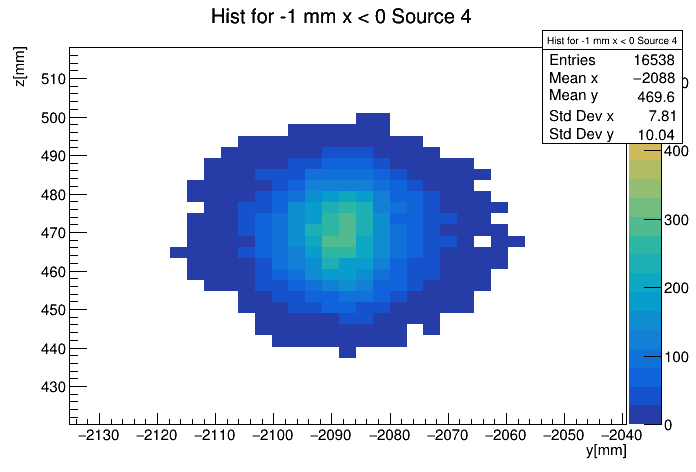 Hist for -1 mm x < 0 Source 4
z[mm]
Hist for -1 mm x < 0 Source 4
Entries 16538
Mean x −2088
Mean y 469.6
Std Dev x 7.81
Std Dev y 10.04
510
500
490
480
470
460
450
440
430
0
400
300
200
100
0
−2130 −2120 −2110 −2100 −2090 −2080 −2070 −2060 −2050 −2040
y[mm]